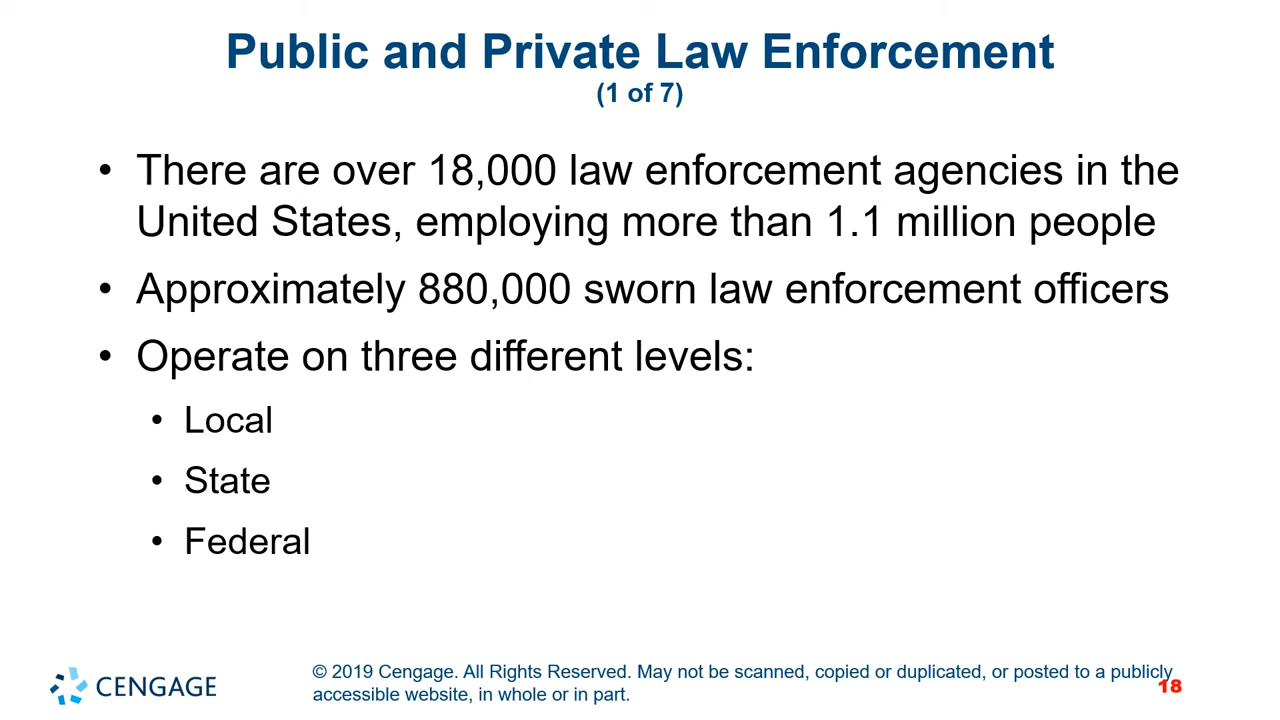 Public and Private Law Enforcement
(1 of 7)
• There are over 18,000 law enforcement agencies in the
United States, employing more than 1.1 million people
• Approximately 880,000 sworn law enforcement officers
• Operate on three different levels:
• Local
• State
• Federal
CENGAGE
© 2019 Cengage. All Rights Reserved. May not be scanned, copied or duplicated, or posted to a publicly
accessible website, in whole or in part.
18